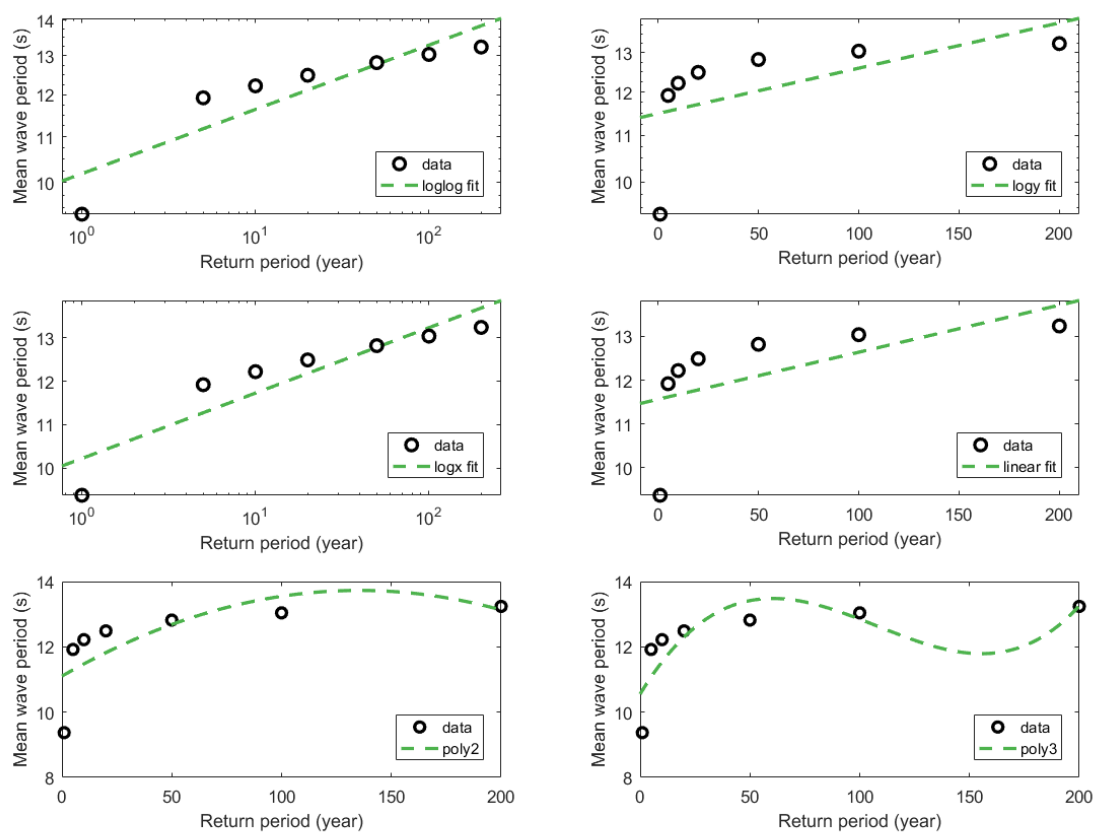 14
13
12
11
10
Mean wave period (s)
data
loglog fit
10^0
10^1
10^2
Return period (year)
13
12
11
10
Mean wave period (s)
data
logy fit
0
50
100
150
200
Return period (year)
13
12
11
10
Mean wave period (s)
data
logx fit
10^0
10^1
10^2
Return period (year)
13
12
11
10
Mean wave period (s)
data
linear fit
0
50
100
150
200
Return period (year)
14
12
10
8
Mean wave period (s)
data
poly2
0
50
100
150
200
Return period (year)
14
12
10
8
Mean wave period (s)
data
poly3
0
50
100
150
200
Return period (year)